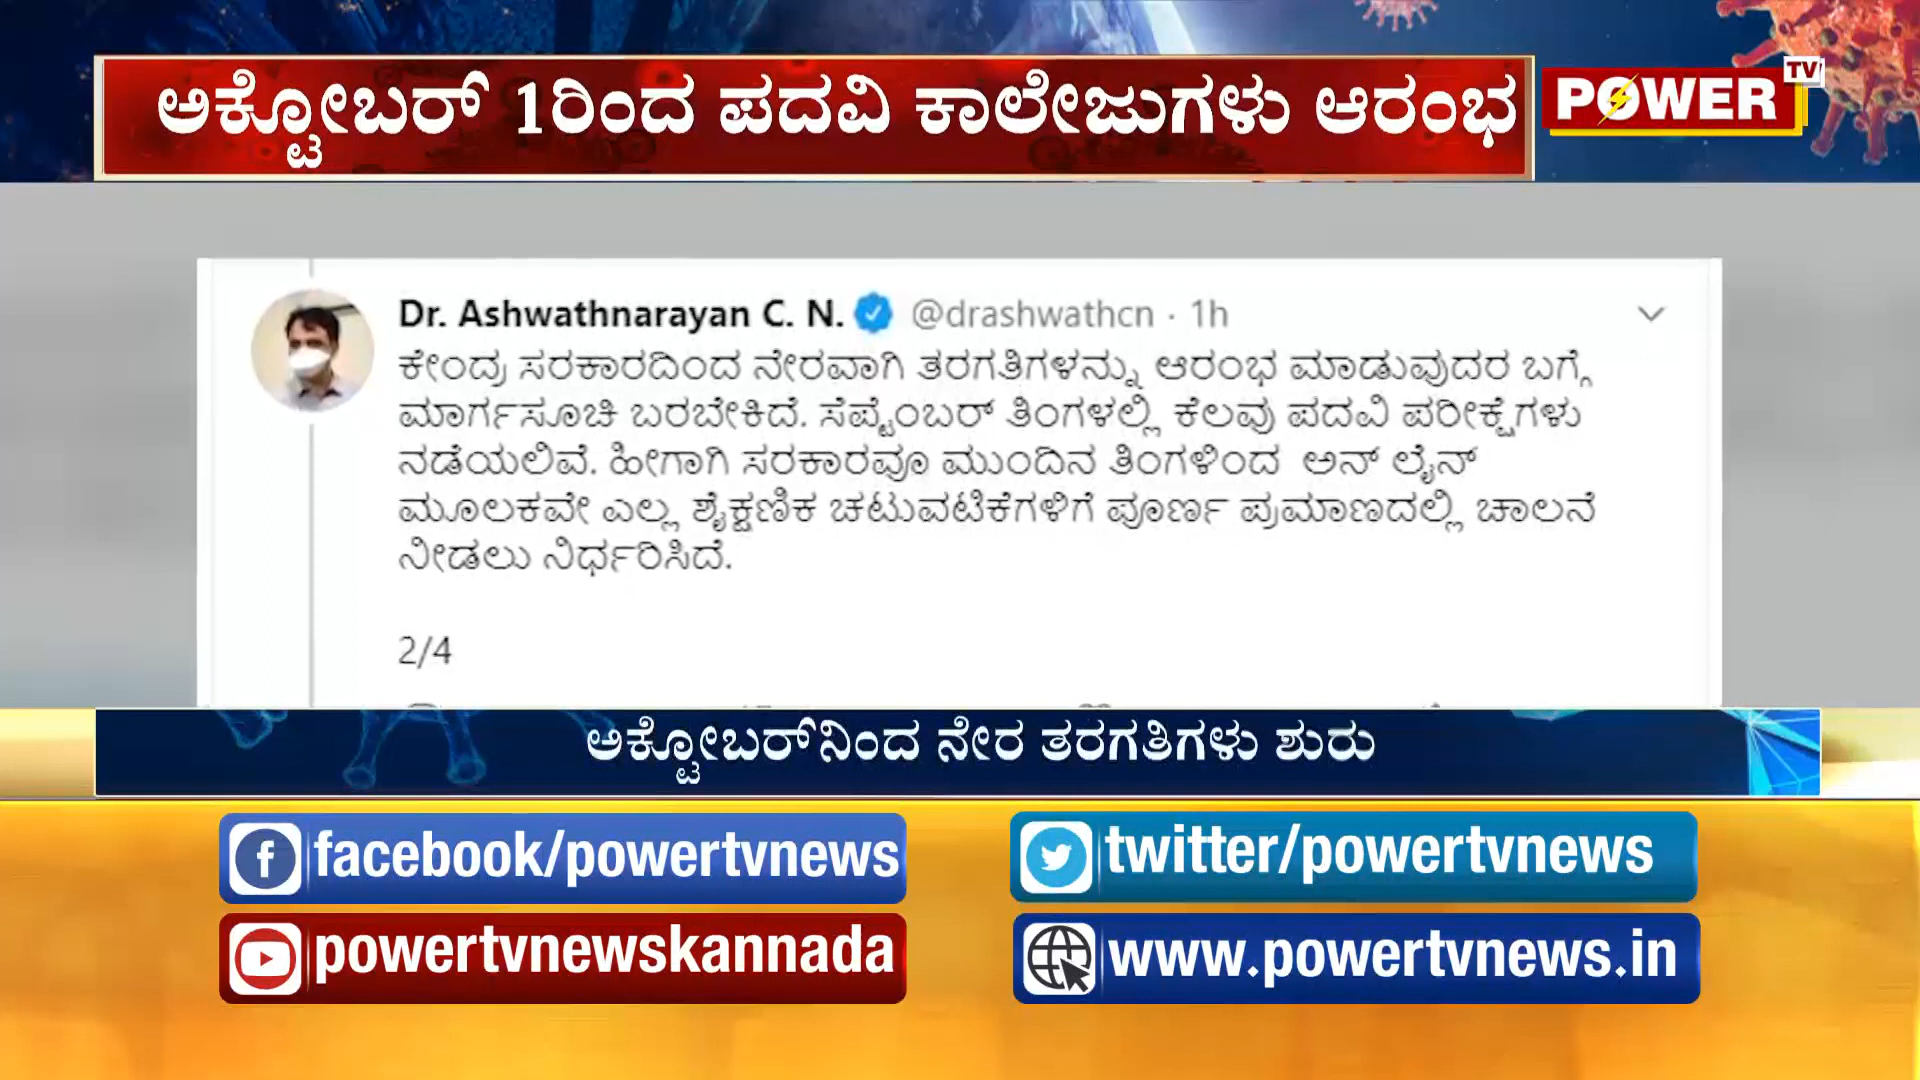 ಅಕ್ಟೋಬರ್ 1ರಿಂದ ಪದವಿ ಕಾಲೇಜುಗಳು ಆರಂಭ
POWER TV
Dr. Ashwathnarayan C. N. @drashwathcn · 1h
ಕೇಂದ್ರ ಸರಕಾರದಿಂದ ನೇರವಾಗಿ ತರಗತಿಗಳನ್ನು ಆರಂಭ ಮಾಡುವುದರ ಬಗ್ಗೆ
ಮಾರ್ಗಸೂಚಿ ಬರಬೇಕಿದೆ. ಸೆಪ್ಟೆಂಬರ್ ತಿಂಗಳಲ್ಲಿ ಕೆಲವು ಪದವಿ ಪರೀಕ್ಷೆಗಳು
ನಡೆಯಲಿವೆ. ಹೀಗಾಗಿ ಸರಕಾರವೂ ಮುಂದಿನ ತಿಂಗಳಿಂದ ಅನ್ ಲೈನ್
ಮೂಲಕವೇ ಎಲ್ಲ ಶೈಕ್ಷಣಿಕ ಚಟುವಟಿಕೆಗಳಿಗೆ ಪೂರ್ಣ ಪ್ರಮಾಣದಲ್ಲಿ ಚಾಲನೆ
ನೀಡಲು ನಿರ್ಧರಿಸಿದೆ.
2/4
ಅಕ್ಟೋಬರ್‌ನಿಂದ ನೇರ ತರಗತಿಗಳು ಶುರು
facebook/powertvnews
twitter/powertvnews
powertvnewskannada
www.powertvnews.in